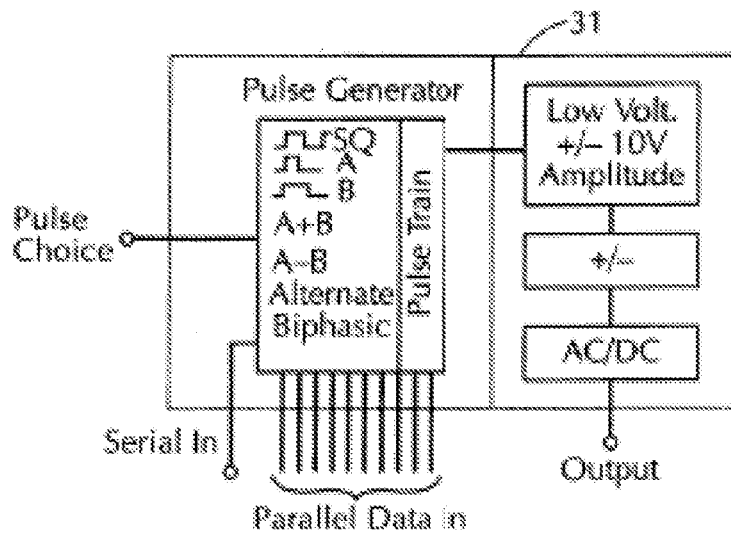 31
Pulse Generator
SQ
A
B
A+B
A-B
Alternate
Biphasic
Pulse Train
Low Volt.
+/- 10V
Amplitude
+/-
AC/DC
Output
Pulse
Choice
Serial In
Parallel Data in